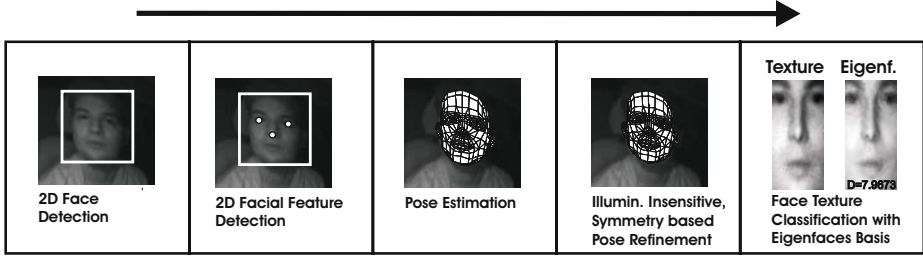 2D Face
Detection
2D Facial Feature
Detection
Pose Estimation
Illumin. Insensitive,
Symmetry based
Pose Refinement
Texture Eigenf.
D=7.9673
Face Texture
Classification with
Eigenfaces Basis